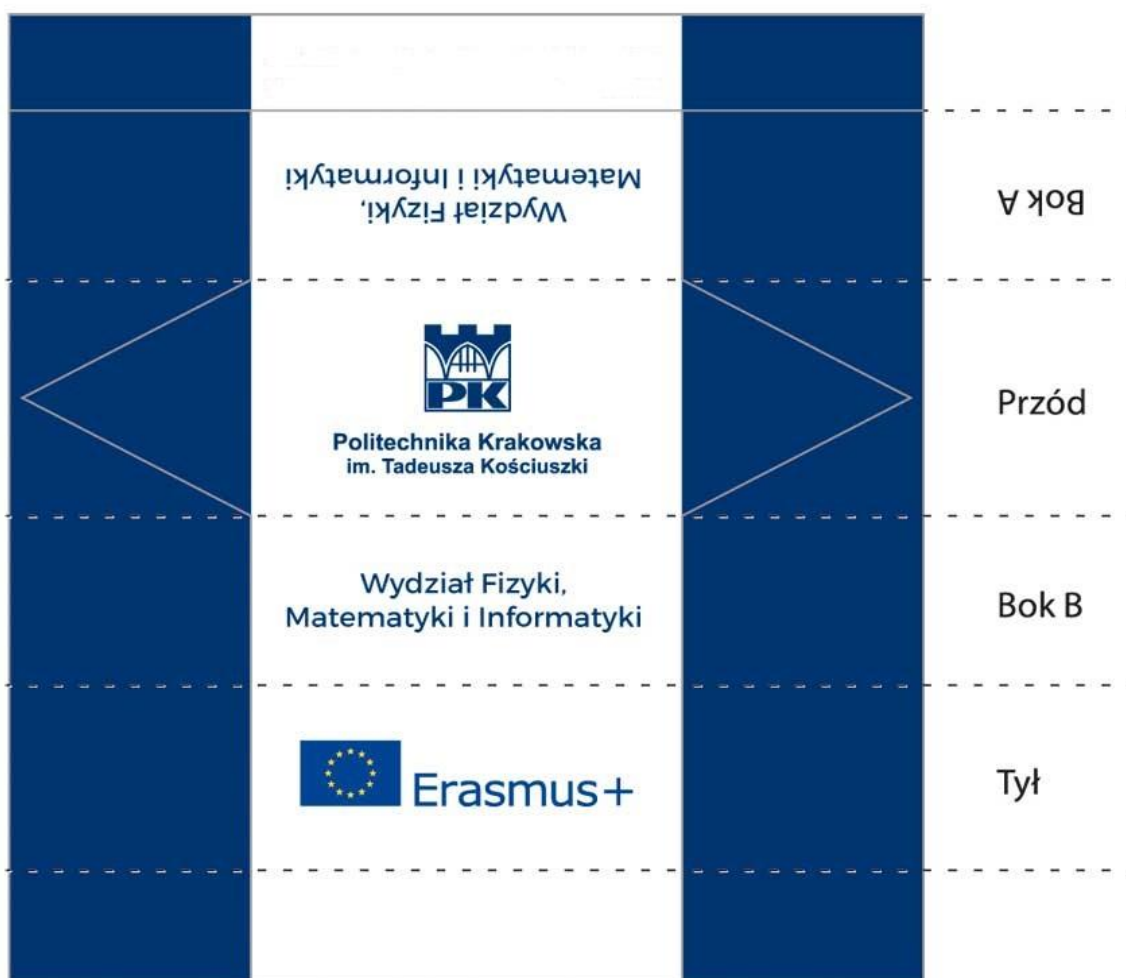 Wydział Fizyki,
Matematyki i Informatyki
Bok A
PK
Politechnika Krakowska
im. Tadeusza Kościuszki
Przód
Wydział Fizyki,
Matematyki i Informatyki
Bok B
Erasmus+
Tył